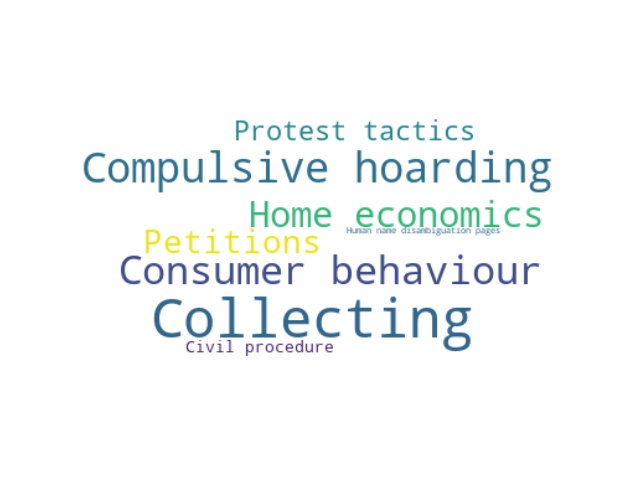 Protest tactics
Compulsive hoarding
Home economics
Human name disambiguation pages
Petitions
Consumer behaviour
Collecting
Civil procedure